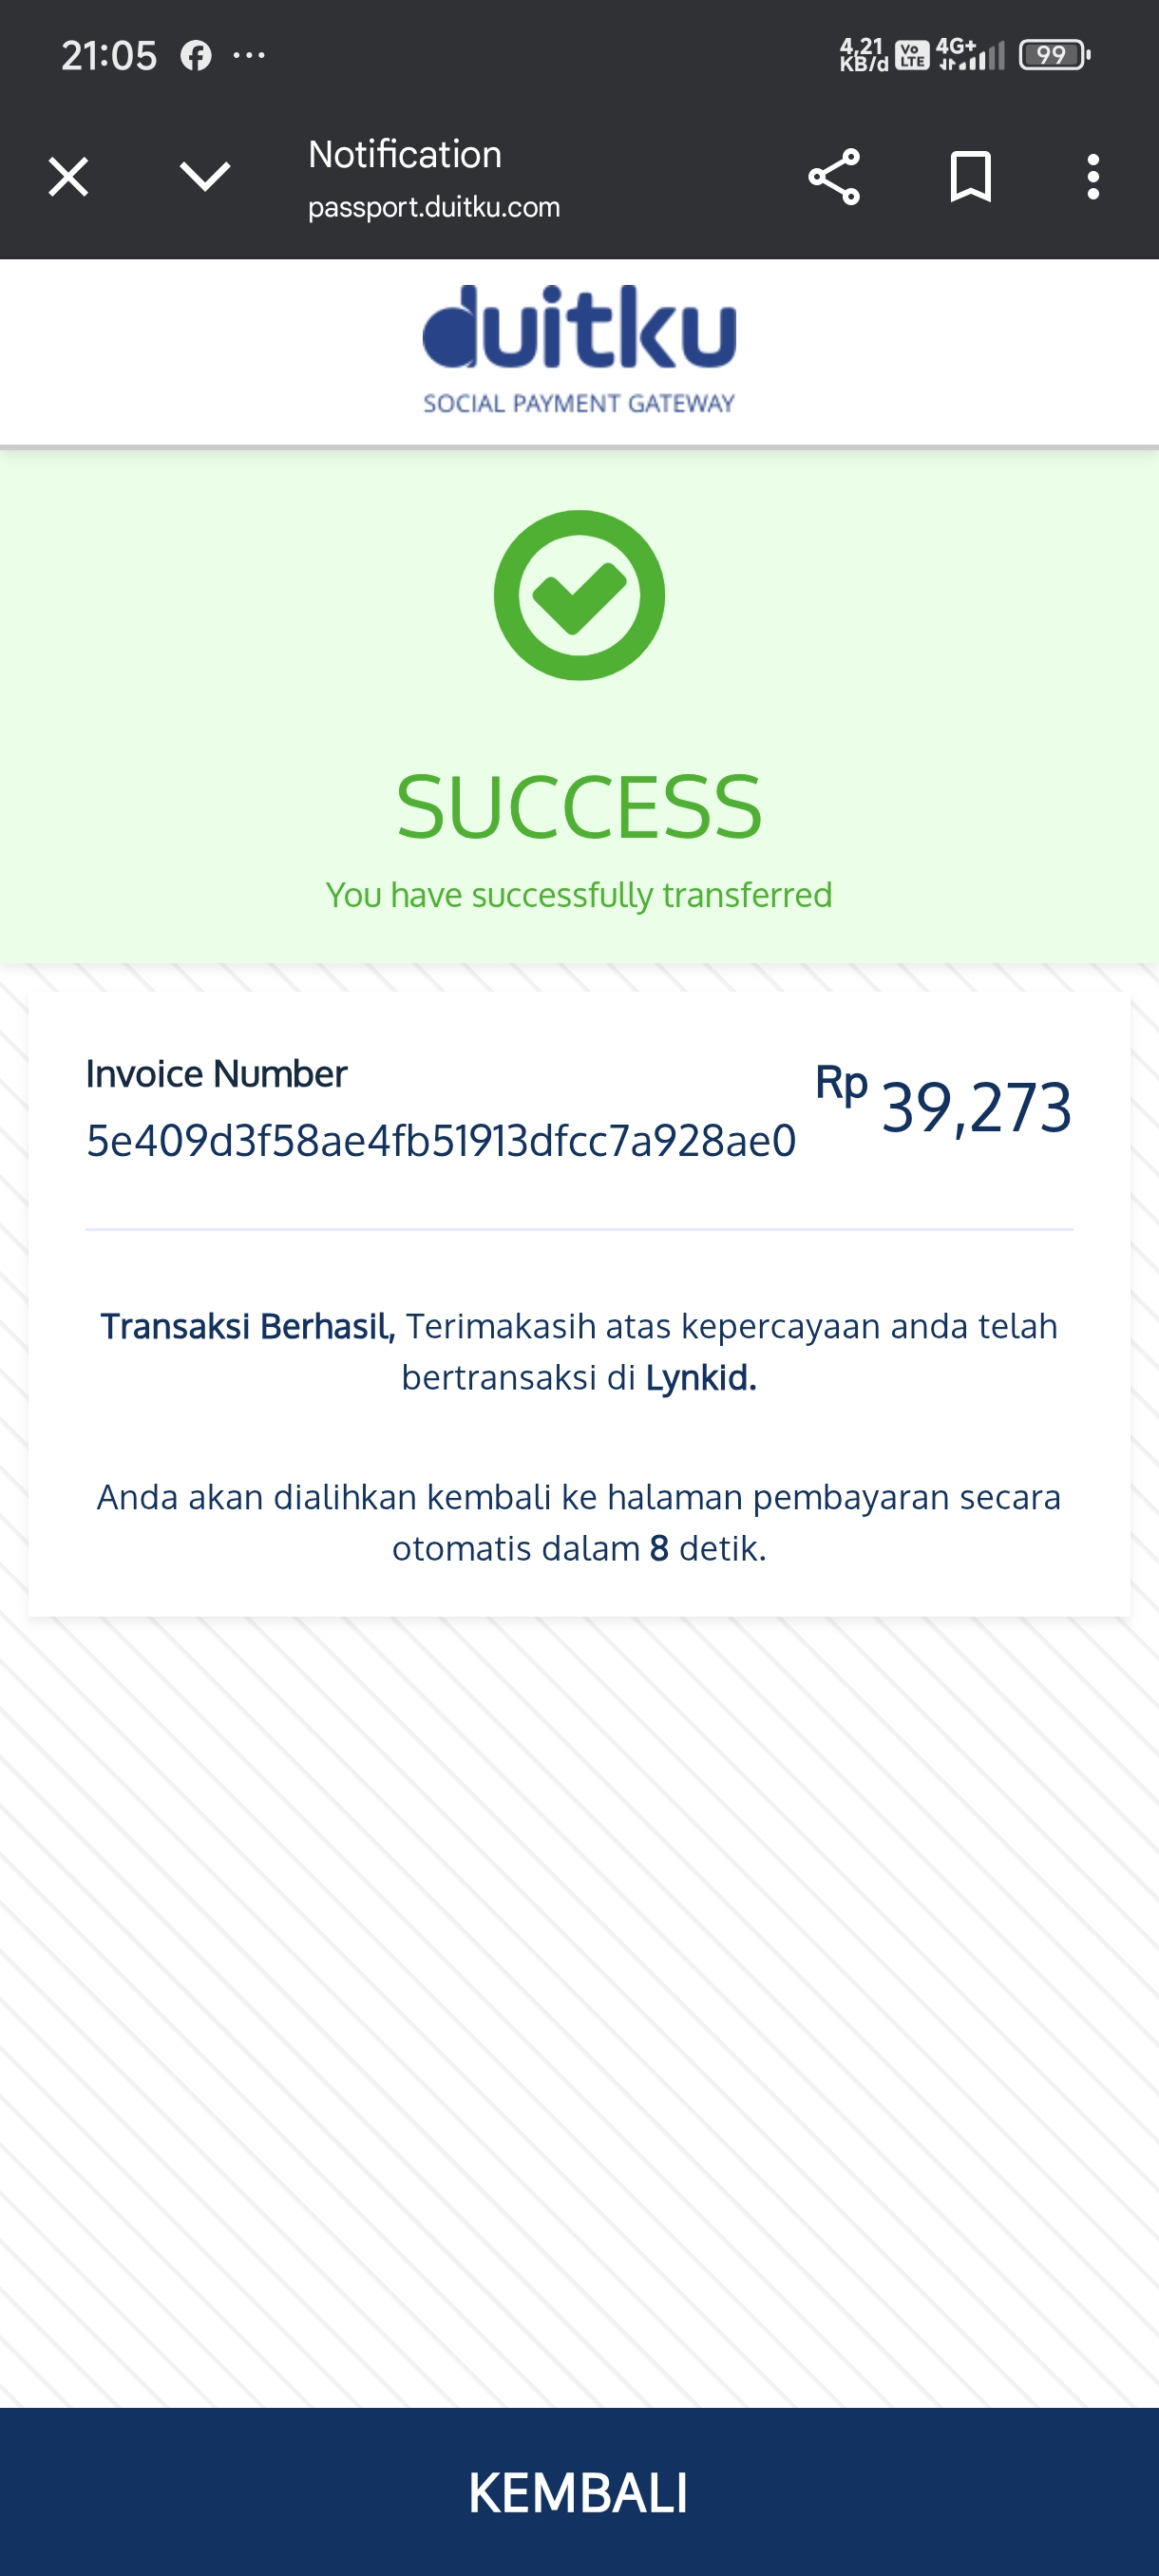 21:05
4,21
KB/d
Vo
LTE
4G+
99
Notification
passport.duitku.com
duitku
SOCIAL PAYMENT GATEWAY
SUCCESS
You have successfully transferred
Invoice Number
Rp 39,273
5e409d3f58ae4fb51913dfcc7a928ae0
Transaksi Berhasil, Terimakasih atas kepercayaan anda telah
bertransaksi di Lynkid.
Anda akan dialihkan kembali ke halaman pembayaran secara
otomatis dalam 8 detik.
KEMBALI